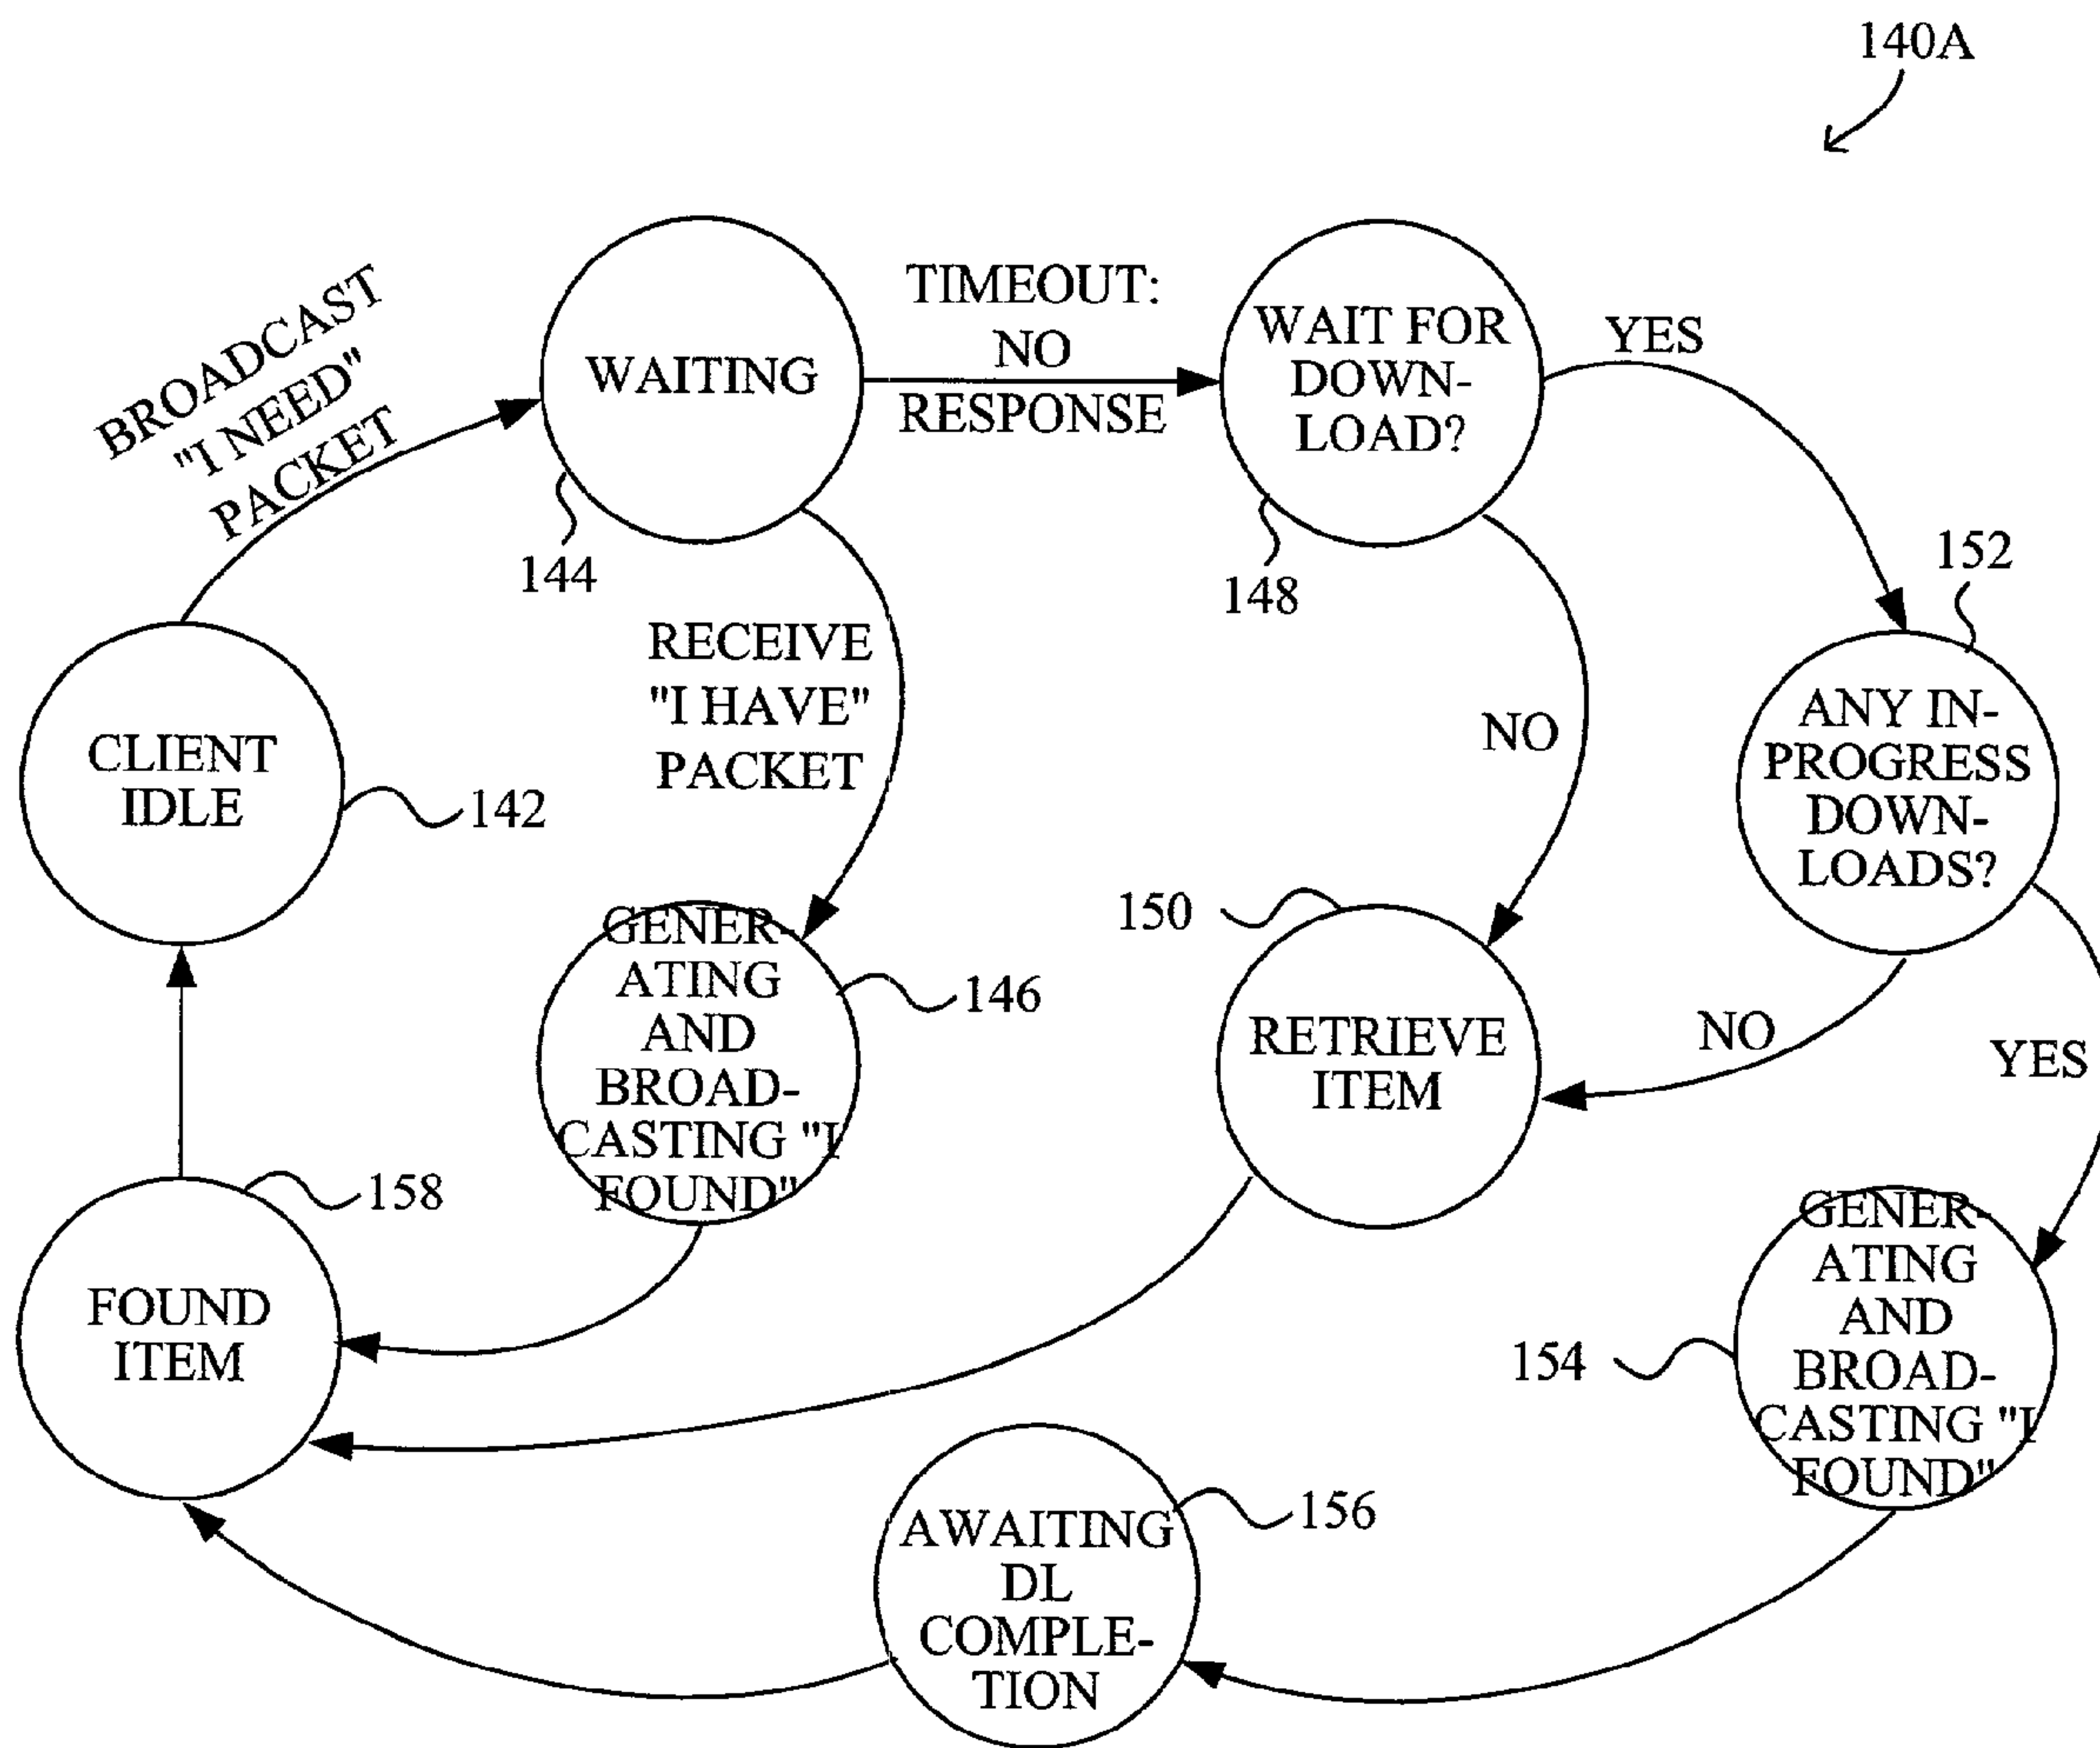 140A
BROADCAST
"I NEED"
PACKET
WAITING
144
TIMEOUT:
NO
RESPONSE
WAIT FOR
DOWN-
LOAD?
148
YES
152
ANY IN-
PROGRESS
DOWN-
LOADS?
CLIENT
IDLE
142
RECEIVE
"I HAVE"
PACKET
NO
150
RETRIEVE
ITEM
NO
YES
GENER-
ATING
AND
BROAD-
CASTING "I
FOUND"
146
158
FOUND
ITEM
GENER-
ATING
AND
BROAD-
CASTING "I
FOUND"
154
AWAITING
DL
COMPLE-
TION
156